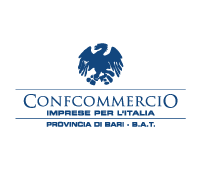 CONFCOMMERCIO
IMPRESE PER L'ITALIA
PROVINCIA DI BARI - B.A.T.